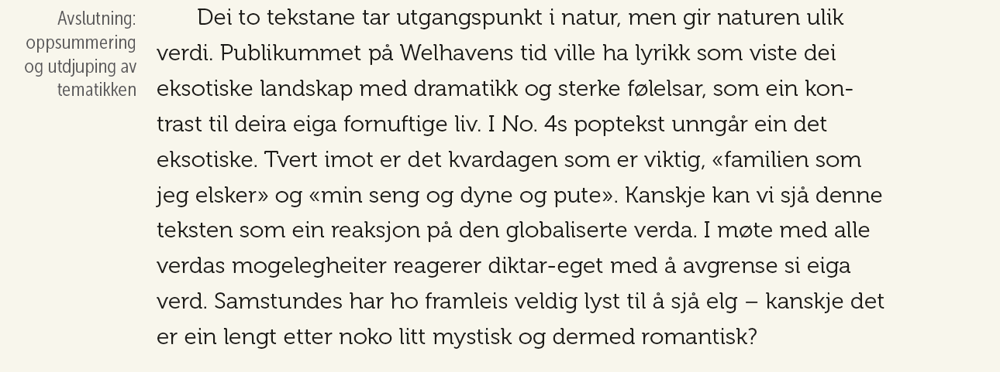 Avslutning:
oppsummering
og utdjuping av
tematikken
Dei to tekstane tar utgangspunkt i natur, men gir naturen ulik
verdi. Publikummet på Welhavens tid ville ha lyrikk som viste dei
eksotiske landskap med dramatikk og sterke følelsar, som ein kon-
trast til deira eiga fornuftige liv. I No. 4s poptekst unngår ein det
eksotiske. Tvert imot er det kvardagen som er viktig, «familien som
jeg elsker» og «min seng og dyne og pute». Kanskje kan vi sjå denne
teksten som ein reaksjon på den globaliserte verda. I møte med alle
verdas mogelegheiter reagerer diktar-eget med å avgrense si eiga
verd. Samstundes har ho framleis veldig lyst til å sjå elg – kanskje det
er ein lengt etter noko litt mystisk og dermed romantisk?